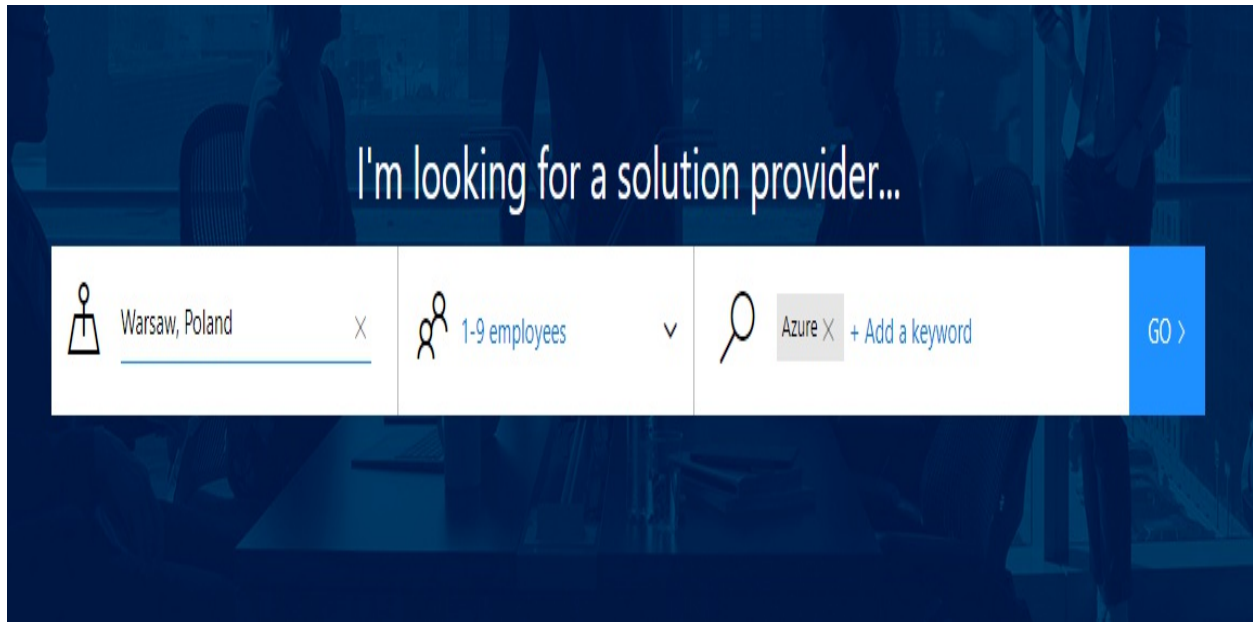 I'm looking for a solution provider...
Warsaw, Poland
1-9 employees
Azure
+ Add a keyword
GO >